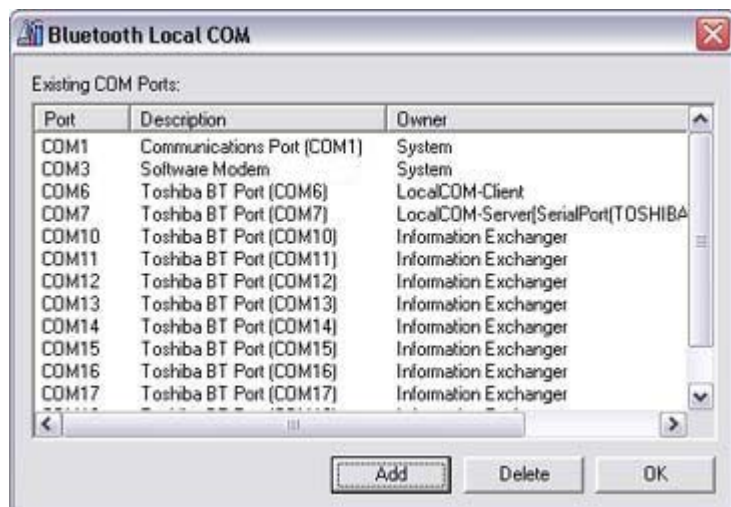 Bluetooth Local COM
Existing COM Ports:
Port Description Owner
COM1 Communications Port (COM1) System
COM3 Software Modem System
COM6 Toshiba BT Port (COM6) LocalCOM-Client
COM7 Toshiba BT Port (COM7) LocalCOM-Server[SerialPort(TOSHIBA
COM10 Toshiba BT Port (COM10) Information Exchanger
COM11 Toshiba BT Port (COM11) Information Exchanger
COM12 Toshiba BT Port (COM12) Information Exchanger
COM13 Toshiba BT Port (COM13) Information Exchanger
COM14 Toshiba BT Port (COM14) Information Exchanger
COM15 Toshiba BT Port (COM15) Information Exchanger
COM16 Toshiba BT Port (COM16) Information Exchanger
COM17 Toshiba BT Port (COM17) Information Exchanger
Add Delete OK